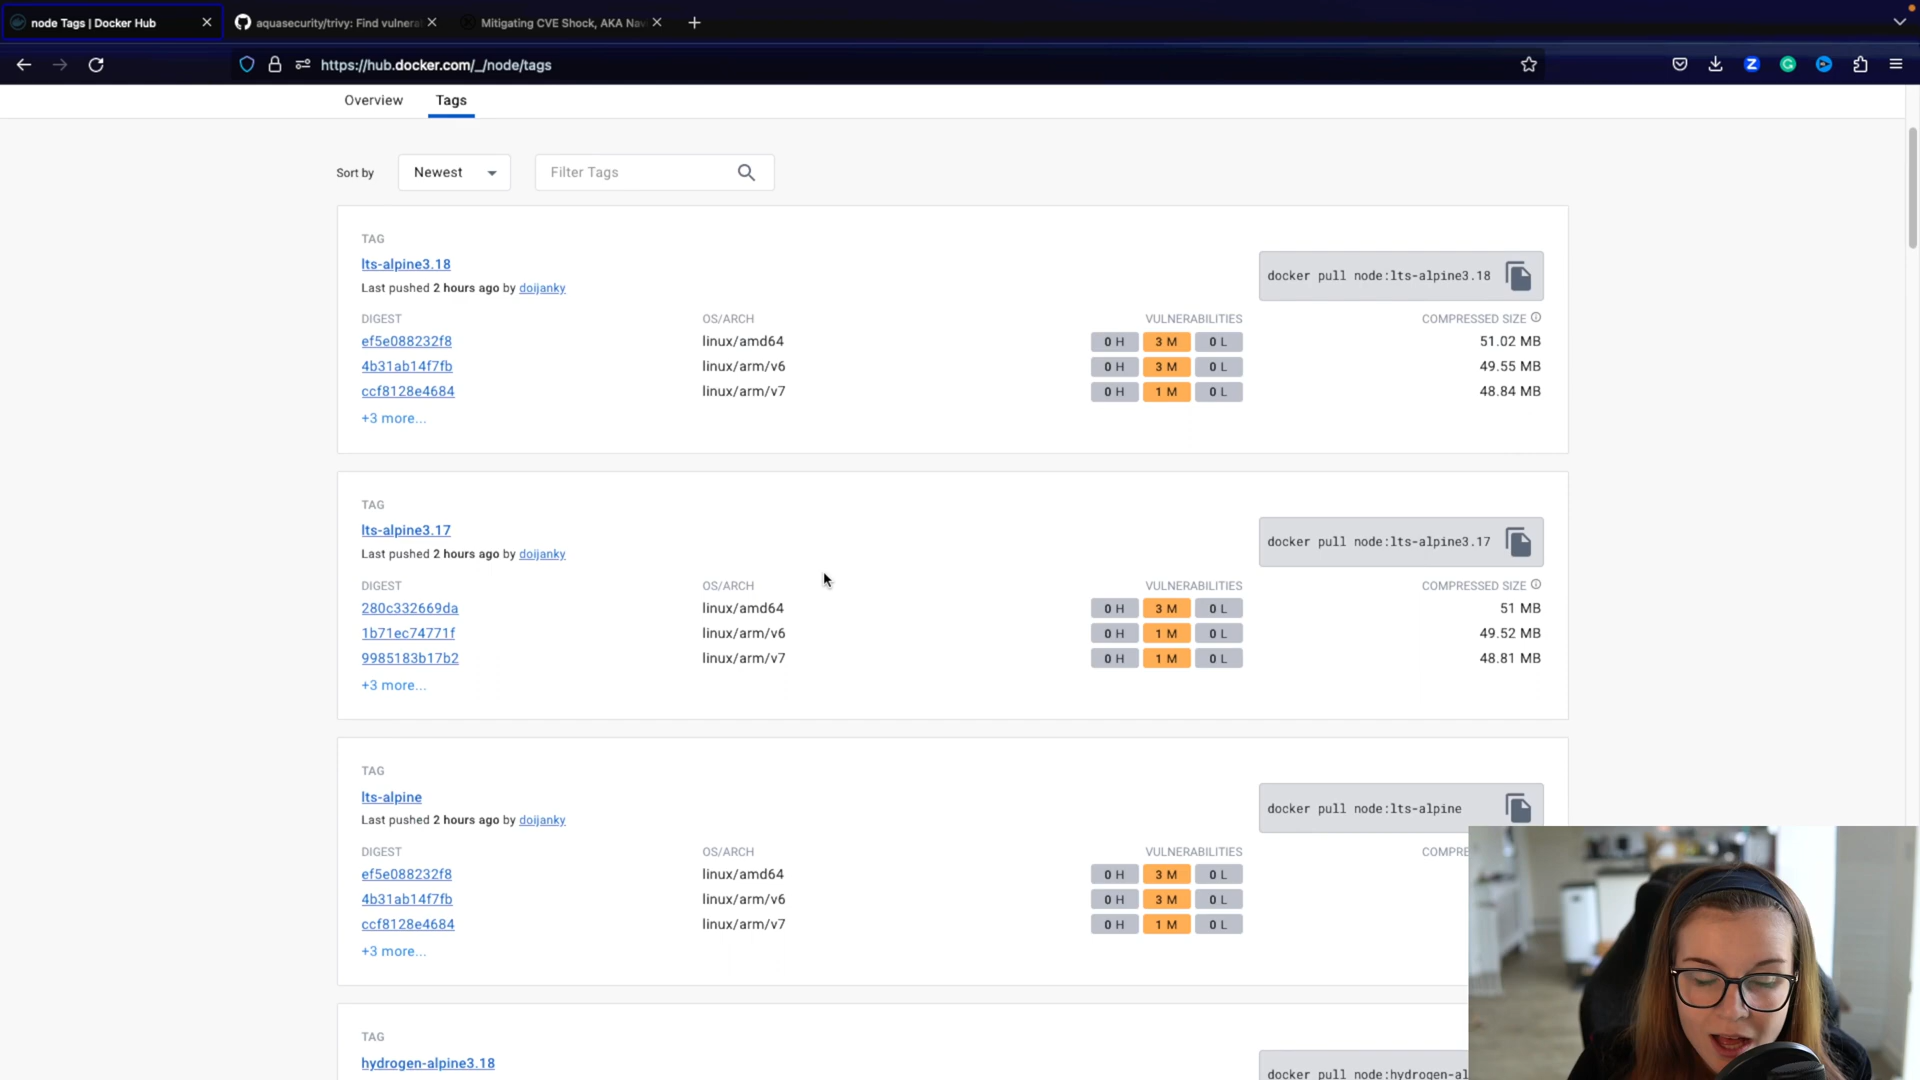 node Tags | Docker Hub
aquasecurity/trivy: Find vulnera
Mitigating CVE Shock, AKA Nav
https://hub.docker.com/_/node/tags
Overview
Tags
Sort by
Newest
Filter Tags
TAG
lts-alpine3.18
docker pull node:lts-alpine3.18
Last pushed 2 hours ago by doijanky
DIGEST OS/ARCH VULNERABILITIES COMPRESSED SIZE
ef5e088232f8 linux/amd64 0 H 3 M 0 L 51.02 MB
4b31ab14f7fb linux/arm/v6 0 H 3 M 0 L 49.55 MB
ccf8128e4684 linux/arm/v7 0 H 1 M 0 L 48.84 MB
+3 more...
TAG
lts-alpine3.17
docker pull node:lts-alpine3.17
Last pushed 2 hours ago by doijanky
DIGEST OS/ARCH VULNERABILITIES COMPRESSED SIZE
280c332669da linux/amd64 0 H 3 M 0 L 51 MB
1b71ec74771f linux/arm/v6 0 H 1 M 0 L 49.52 MB
9985183b17b2 linux/arm/v7 0 H 1 M 0 L 48.81 MB
+3 more...
TAG
lts-alpine
docker pull node:lts-alpine
Last pushed 2 hours ago by doijanky
DIGEST OS/ARCH VULNERABILITIES COMPRE
ef5e088232f8 linux/amd64 0 H 3 M 0 L
4b31ab14f7fb linux/arm/v6 0 H 3 M 0 L
ccf8128e4684 linux/arm/v7 0 H 1 M 0 L
+3 more...
TAG
hydrogen-alpine3.18
docker pull node:hydrogen-al